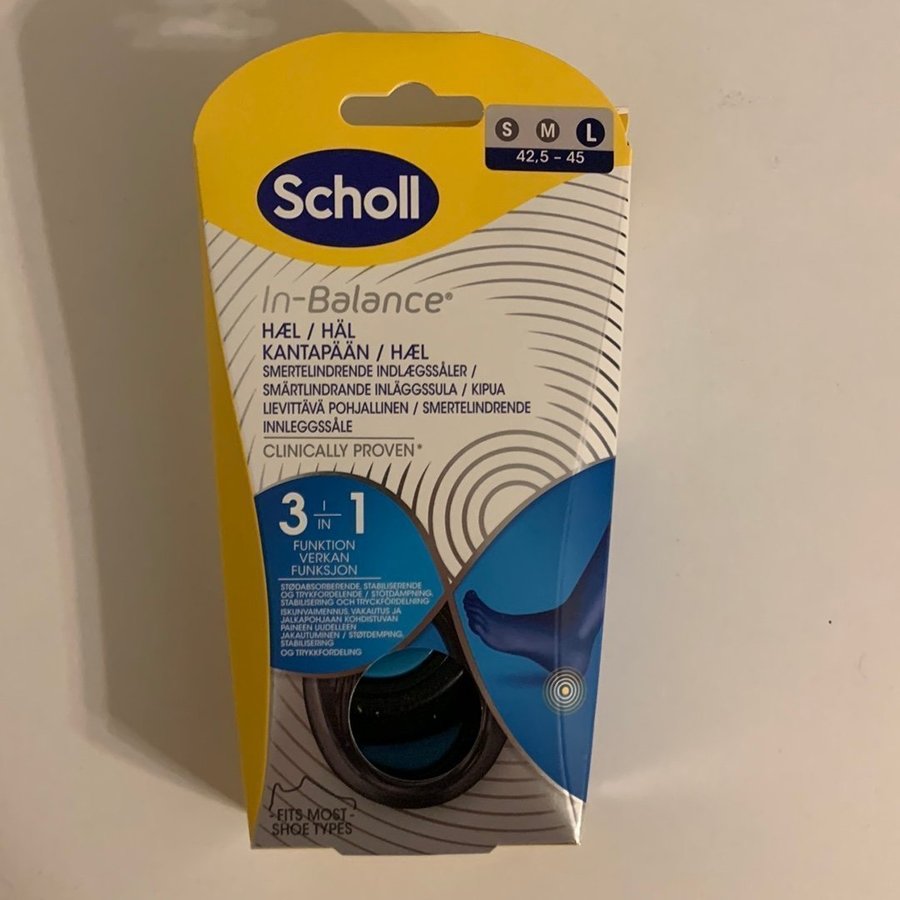 S M L
42,5 – 45
Scholl
In-Balance®
HÆL / HÄL
KANTAPÄÄN / HÆL
SMERTELINDRENDE INDLÆGSSÅLER /
SMÄRTLINDRANDE INLÄGGSSULA / KIPUA
LIEVITTÄVÄ POHJALLINEN / SMERTELINDRENDE
INNLEGGSSÅLE
CLINICALLY PROVEN*
3 I/IN 1
FUNKTION
VERKAN
FUNKSJON
STØDABSORBERENDE, STABILISERENDE
OG TRYKFORDELENDE / STÖTDÄMPNING,
STABILISERING OCH TRYCKFÖRDELNING
ISKUNVAIMENNUS, VAKAUTUS JA
JALKAPOHJAAN KOHDISTUVAN
PAINEEN UUDELLEEN
JAKAUTUMINEN / STØTDEMPING,
STABILISERING
OG TRYKKFORDELING
-FITS MOST-
SHOE TYPES